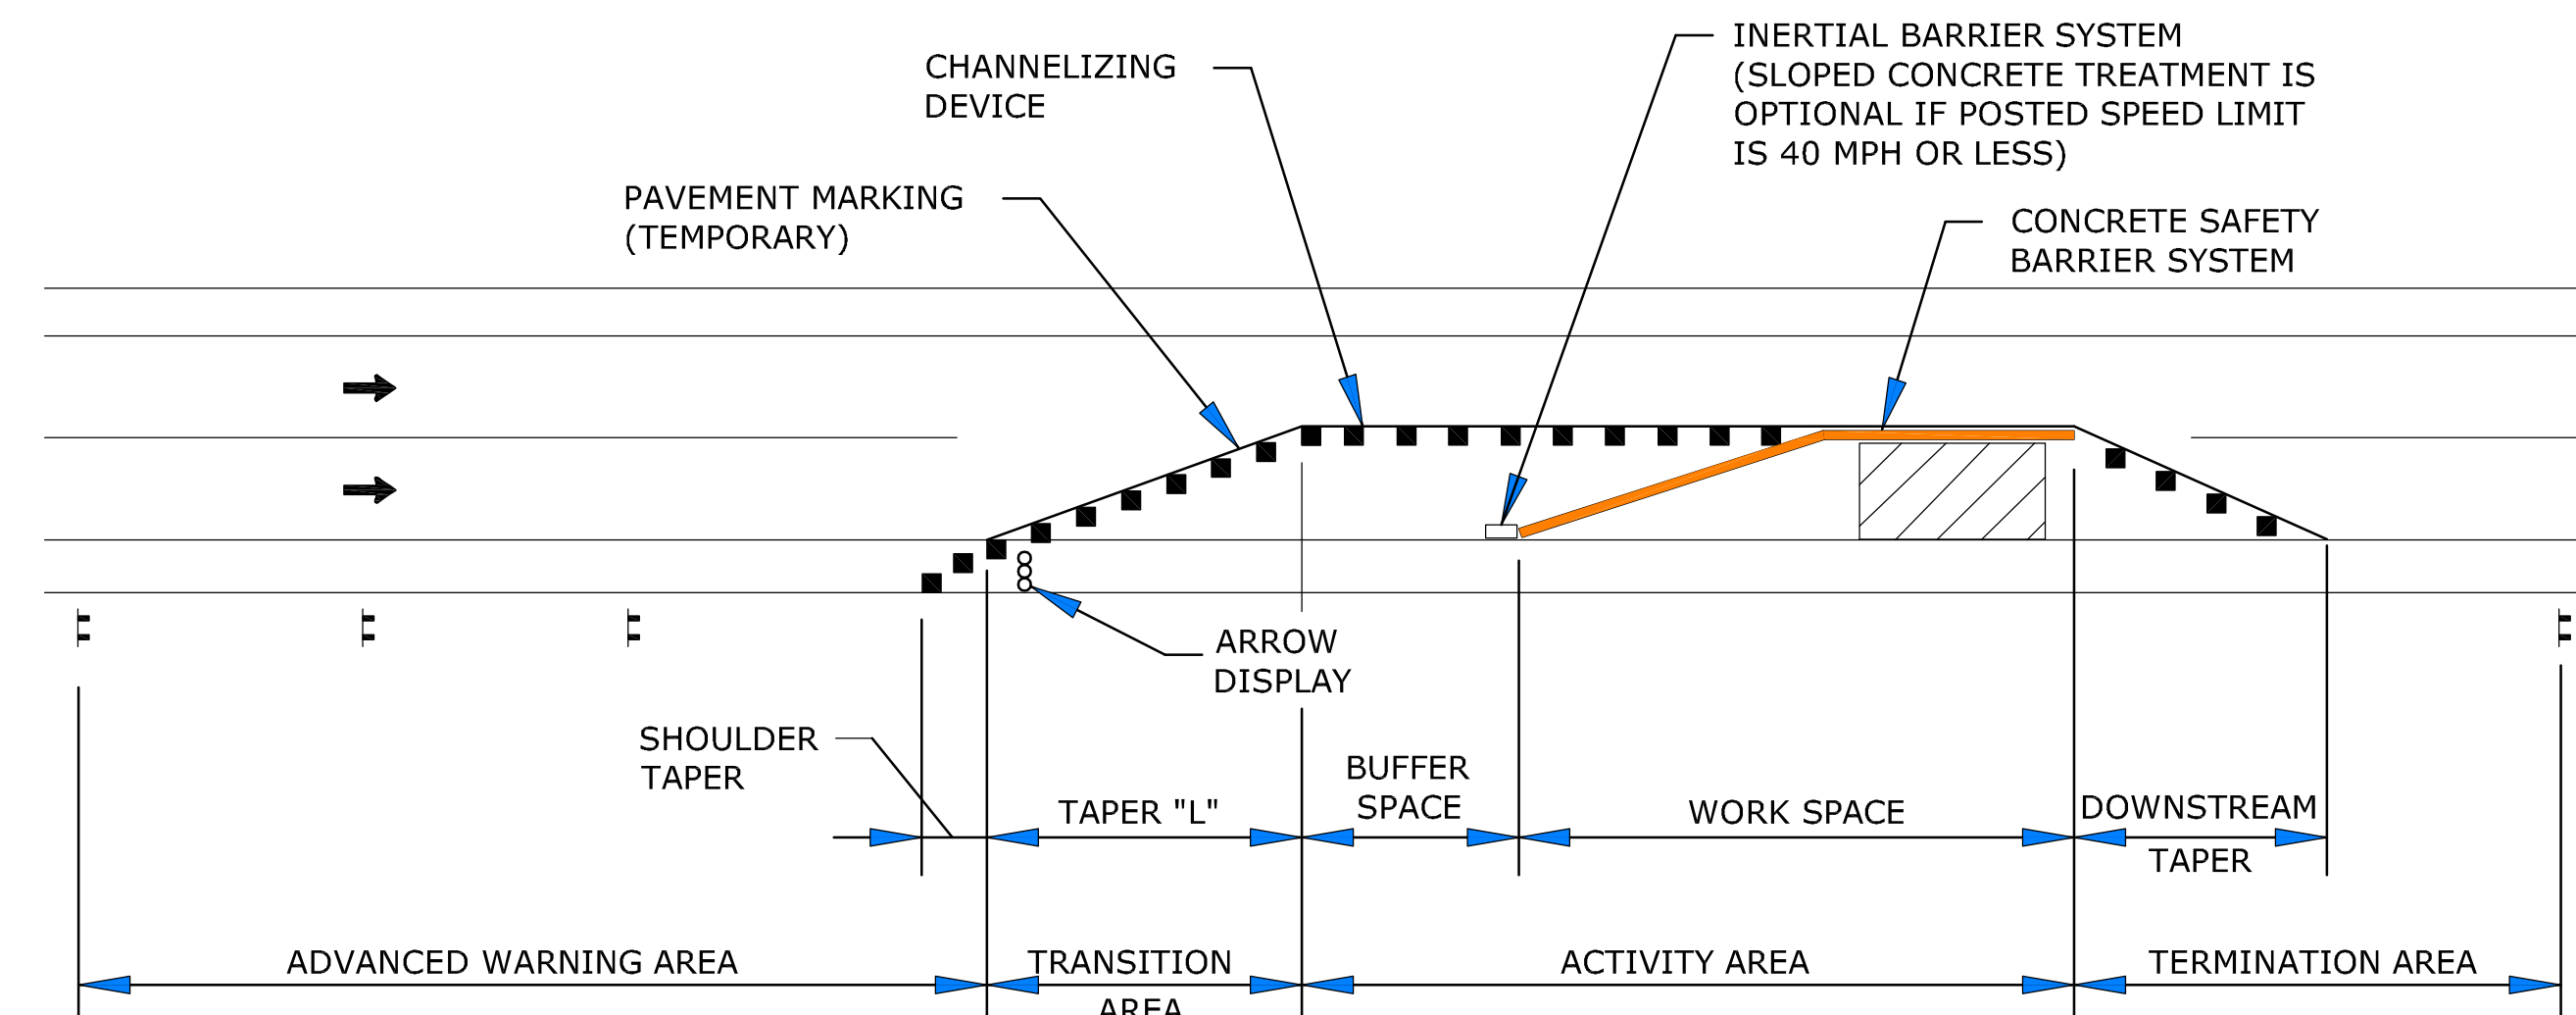 INERTIAL BARRIER SYSTEM
(SLOPED CONCRETE TREATMENT IS
OPTIONAL IF POSTED SPEED LIMIT
IS 40 MPH OR LESS)
CHANNELIZING
DEVICE
PAVEMENT MARKING
(TEMPORARY)
CONCRETE SAFETY
BARRIER SYSTEM
ARROW
DISPLAY
SHOULDER
TAPER
TAPER "L"
BUFFER
SPACE
WORK SPACE
DOWNSTREAM
TAPER
ADVANCED WARNING AREA
TRANSITION
AREA
ACTIVITY AREA
TERMINATION AREA